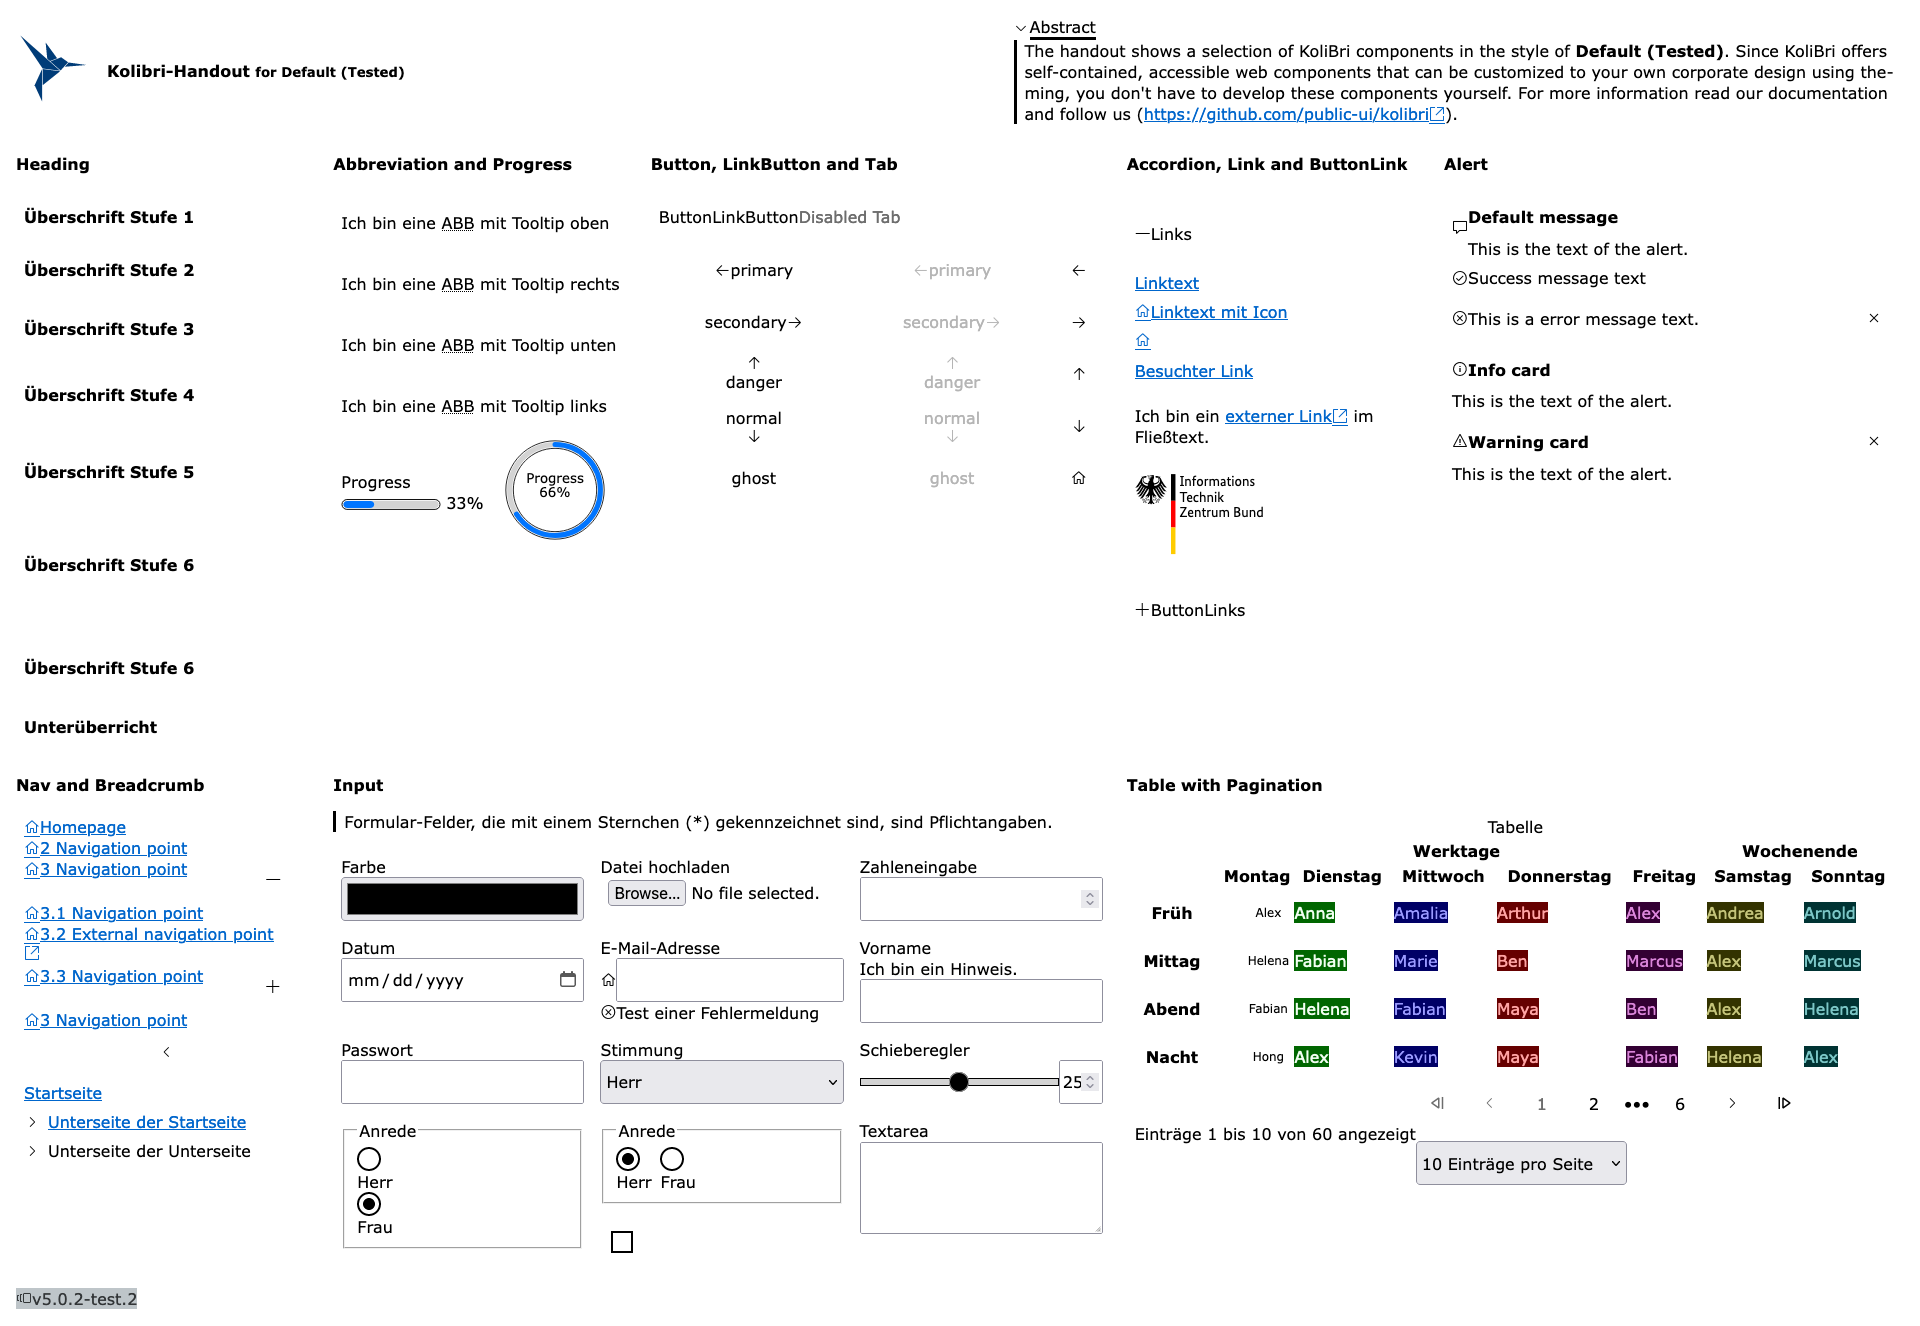 Kolibri-Handout for Default (Tested)
Abstract
The handout shows a selection of KoliBri components in the style of Default (Tested). Since KoliBri offers
self-contained, accessible web components that can be customized to your own corporate design using the-
ming, you don't have to develop these components yourself. For more information read our documentation
and follow us (https://github.com/public-ui/kolibri).
Heading
Überschrift Stufe 1
Überschrift Stufe 2
Überschrift Stufe 3
Überschrift Stufe 4
Überschrift Stufe 5
Überschrift Stufe 6
Überschrift Stufe 6
Unterüberricht
Abbreviation and Progress
Ich bin eine ABB mit Tooltip oben
Ich bin eine ABB mit Tooltip rechts
Ich bin eine ABB mit Tooltip unten
Ich bin eine ABB mit Tooltip links
Progress
33%
Progress
66%
Button, LinkButton and Tab
ButtonLinkButtonDisabled Tab
primary primary
secondary secondary
danger danger
normal normal
ghost ghost
Accordion, Link and ButtonLink
Links
Linktext
Linktext mit Icon
Besuchter Link
Ich bin ein externer Link im
Fließtext.
Informations
Technik
Zentrum Bund
ButtonLinks
Alert
Default message
This is the text of the alert.
Success message text
This is a error message text.
Info card
This is the text of the alert.
Warning card
This is the text of the alert.
Nav and Breadcrumb
Homepage
2 Navigation point
3 Navigation point
3.1 Navigation point
3.2 External navigation point
3.3 Navigation point
3 Navigation point
Startseite
Unterseite der Startseite
Unterseite der Unterseite
Input
Formular-Felder, die mit einem Sternchen (*) gekennzeichnet sind, sind Pflichtangaben.
Farbe
Datei hochladen
Browse... No file selected.
Zahleneingabe
Datum
mm/dd/yyyy
E-Mail-Adresse
Test einer Fehlermeldung
Vorname
Ich bin ein Hinweis.
Passwort
Stimmung
Herr
Schieberegler
25
Anrede
Herr
Frau
Anrede
Herr Frau
Textarea
Table with Pagination
Tabelle
Werktage Wochenende
Montag Dienstag Mittwoch Donnerstag Freitag Samstag Sonntag
Früh Alex Anna Amalia Arthur Alex Andrea Arnold
Mittag Helena Fabian Marie Ben Marcus Alex Marcus
Abend Fabian Helena Fabian Maya Ben Alex Helena
Nacht Hong Alex Kevin Maya Fabian Helena Alex
1 2 ••• 6
Einträge 1 bis 10 von 60 angezeigt
10 Einträge pro Seite
v5.0.2-test.2